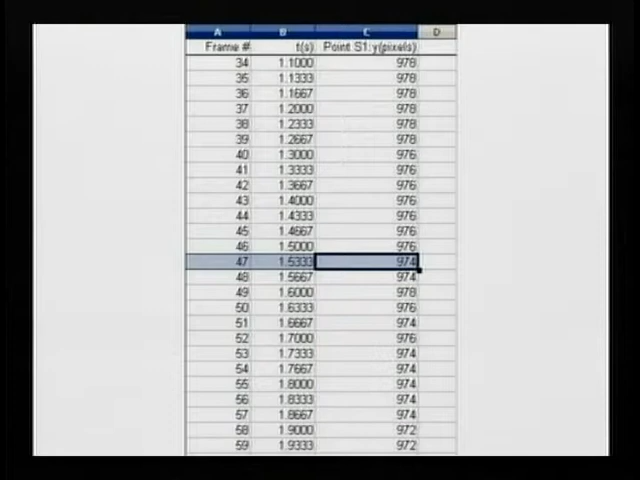 A B C D
Frame # t(s) Point S1:y(pixels)
34 1.1000 978
35 1.1333 978
36 1.1667 978
37 1.2000 978
38 1.2333 978
39 1.2667 978
40 1.3000 976
41 1.3333 976
42 1.3667 976
43 1.4000 976
44 1.4333 976
45 1.4667 976
46 1.5000 976
47 1.5333 974
48 1.5667 974
49 1.6000 978
50 1.6333 976
51 1.6667 974
52 1.7000 976
53 1.7333 974
54 1.7667 974
55 1.8000 974
56 1.8333 974
57 1.8667 974
58 1.9000 972
59 1.9333 972